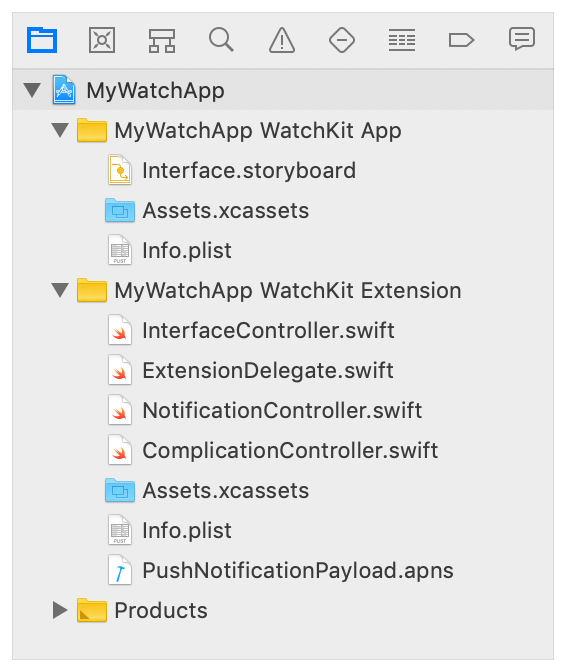 MyWatchApp
MyWatchApp WatchKit App
Interface.storyboard
Assets.xcassets
Info.plist
MyWatchApp WatchKit Extension
InterfaceController.swift
ExtensionDelegate.swift
NotificationController.swift
ComplicationController.swift
Assets.xcassets
Info.plist
PushNotificationPayload.apns
Products